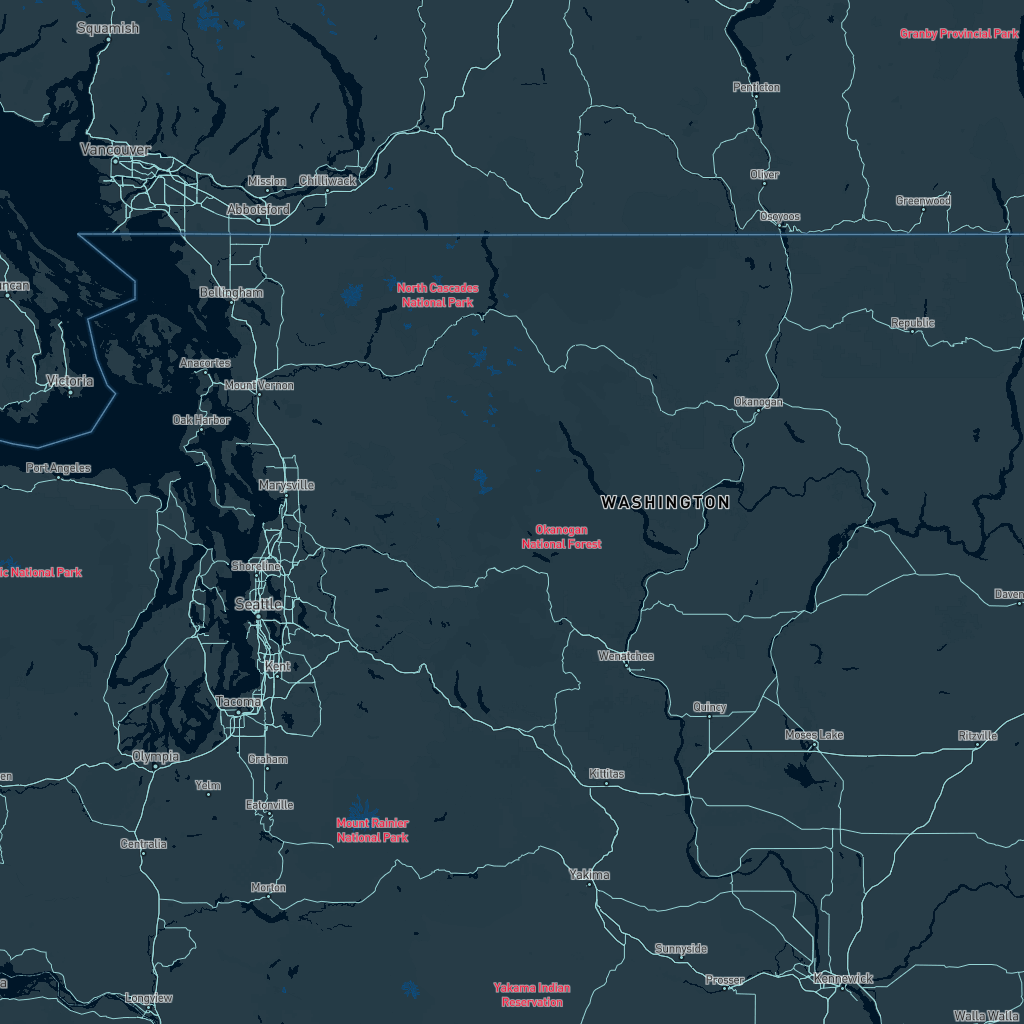 Squamish
Granby Provincial Park
Penticton
Vancouver
Oliver
Mission
Chilliwack
Greenwood
Abbotsford
Osoyoos
uncan
Bellingham
North Cascades
National Park
Republic
Anacortes
Victoria
Mount Vernon
Okanogan
Oak Harbor
Port Angeles
Marysville
WASHINGTON
Okanogan
National Forest
ic National Park
Shoreline
Daven
Seattle
Wenatchee
Kent
Tacoma
Quincy
Moses Lake
Ritzville
Olympia
Graham
en
Kittitas
Yelm
Eatonville
Mount Rainier
National Park
Centralia
Yakima
Morton
Sunnyside
Prosser
Kennewick
a
Yakama Indian
Reservation
Longview
Walla Walla